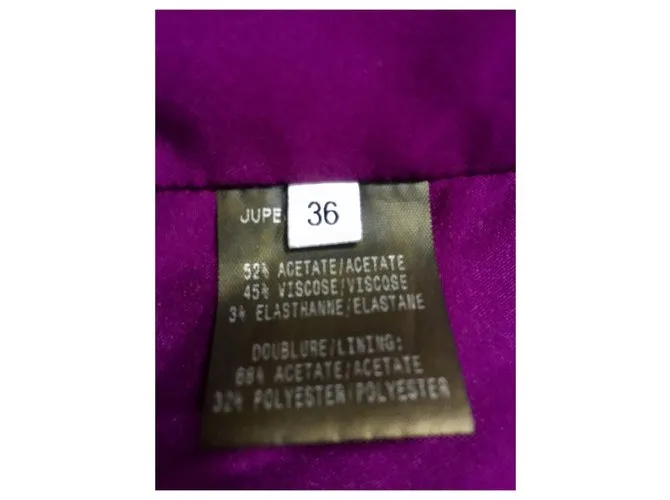 JUPE 36
52% ACETATE/ACETATE
45% VISCOSE/VISCOSE
3% ELASTHANNE/ELASTANE
DOUBLURE/LINING:
68% ACETATE/ACETATE
32% POLYESTER/POLYESTER